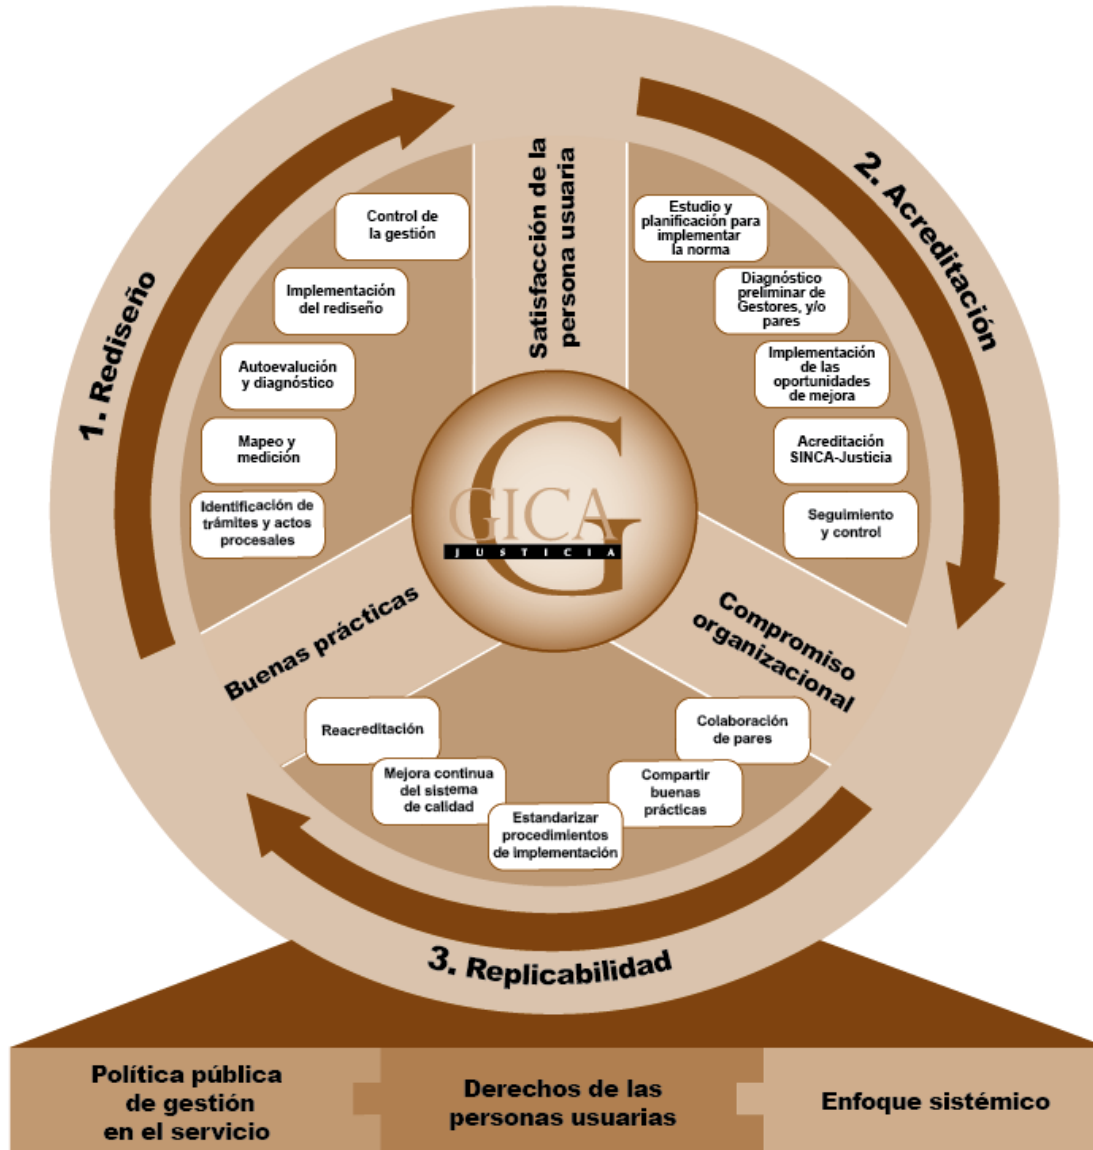 1. Rediseño
Control de
la gestión
Implementación
del rediseño
Autoevalución
y diagnóstico
Mapeo y
medición
Identificación de
trámites y actos
procesales
Satisfacción de la
persona usuaria
2. Acreditación
Estudio y
planificación para
implementar
la norma
Diagnóstico
preliminar de
Gestores, y/o
pares
Implementación
de las
oportunidades
de mejora
Acreditación
SINCA-Justicia
Seguimiento
y control
G
GICA
JUSTICIA
Buenas prácticas
Compromiso
organizacional
Reacreditación
Mejora continua
del sistema
de calidad
Estandarizar
procedimientos
de implementación
Compartir
buenas
prácticas
Colaboración
de pares
3. Replicabilidad
Política pública
de gestión
en el servicio
Derechos de las
personas usuarias
Enfoque sistémico